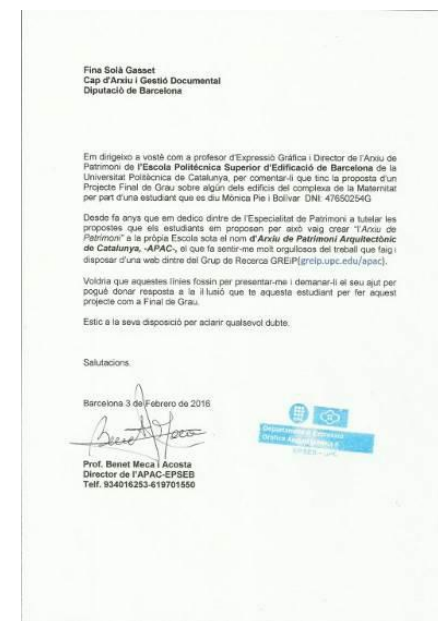 Fina Solà Gasset
Cap d'Arxiu i Gestió Documental
Diputació de Barcelona
Em dirigeixo a vostè com a profesor d'Expressió Gràfica i Director de l'Arxiu de
Patrimoni de l'Escola Politécnica Superior d'Edificació de Barcelona de la
Universitat Politècnica de Catalunya, per comentar-li que tinc la proposta d'un
Projecte Final de Grau sobre algún dels edificis del complexa de la Maternitat
per part d'una estudiant que es diu Mònica Pie i Bolívar DNI: 47650254G
Desde fa anys que em dedico dintre de l'Especialitat de Patrimoni a tutelar les
propostes que els estudiants em proposan per això vaig crear "l'Arxiu de
Patrimoni" a la pròpia Escola sota el nom d'Arxiu de Patrimoni Arquitectònic
de Catalunya, -APAC-, el que fa sentir-me molt orgullosos del treball que faig i
disposar d'una web dintre del Grup de Recerca GREiP(greip.upc.edu/apac).
Voldria que aquestes línies fossin per presentar-me i demanar-li el seu ajut per
pogué donar resposta a la il·lusió que te aquesta estudiant per fer aquest
projecte com a Final de Grau.
Estic a la seva disposició per aclarir qualsevol dubte.
Salutacions.
Barcelona 3 de Febrero de 2016
Prof. Benet Meca i Acosta
Director de l'APAC-EPSEB
Telf. 934016253-619701550